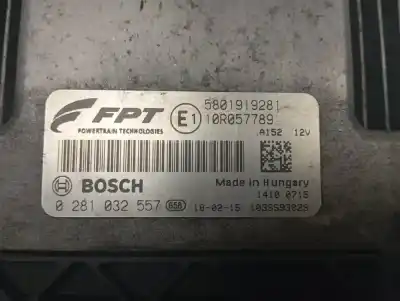 FPT
POWERTRAIN TECHNOLOGIES
5801919281
E1 10R057789
A152 12V
BOSCH
Made in Hungary
1410 0715
0 281 032 557 658 18-02-15